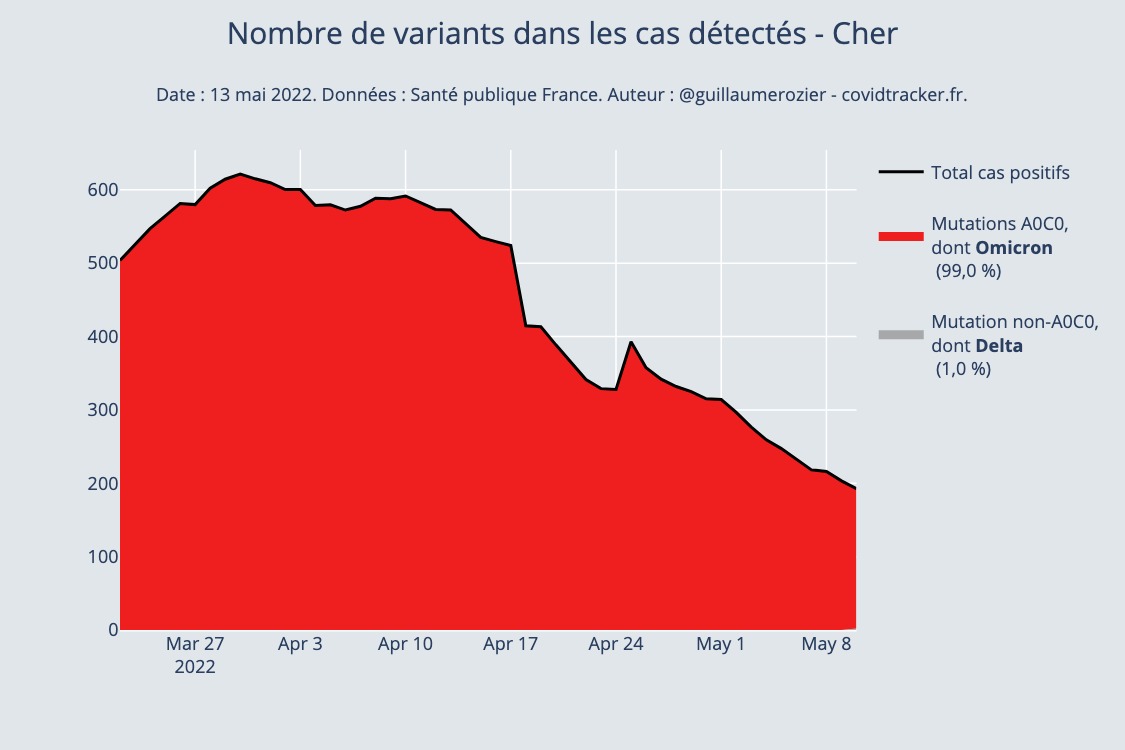 Nombre de variants dans les cas détectés - Cher
Date : 13 mai 2022. Données : Santé publique France. Auteur : @guillaumerozier - covidtracker.fr.
Total cas positifs
Mutations A0C0,
dont Omicron
(99,0 %)
Mutation non-A0C0,
dont Delta
(1,0 %)
600
500
400
300
200
100
0
Mar 27
2022
Apr 3
Apr 10
Apr 17
Apr 24
May 1
May 8